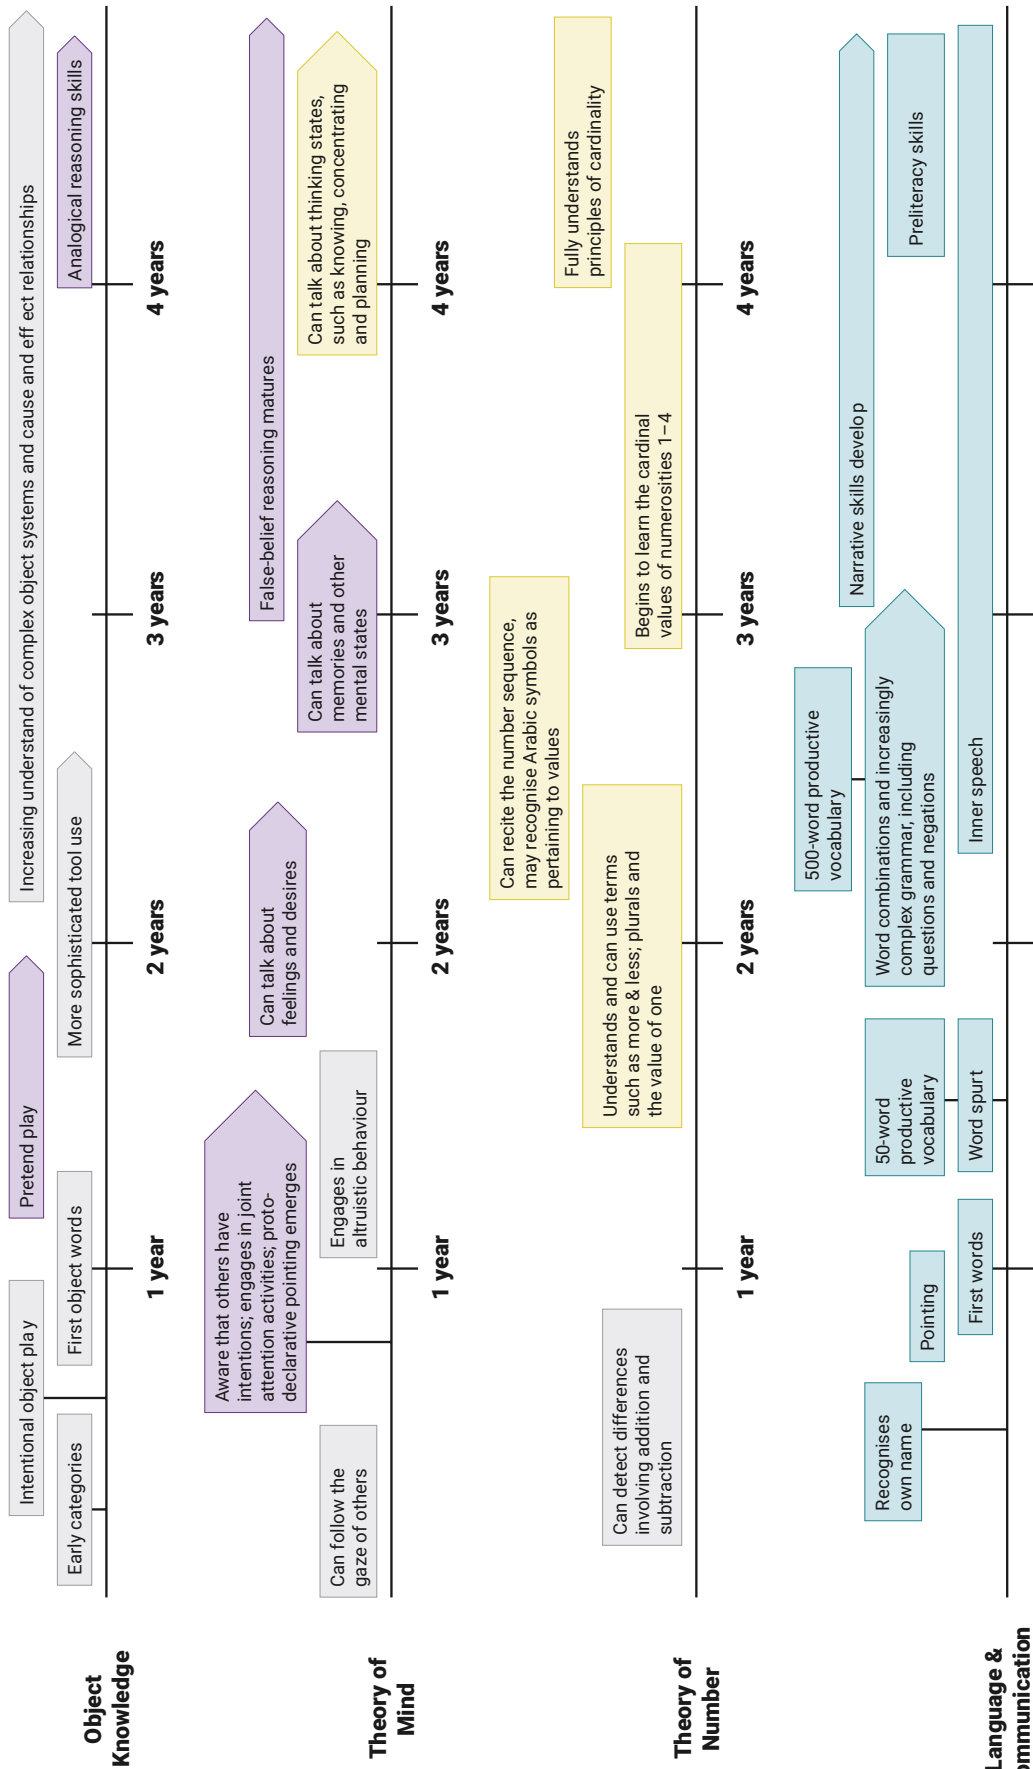 Object
Knowledge
Increasing understand of complex object systems and cause and eff ect relationships
Pretend play
Intentional object play
Analogical reasoning skills
More sophisticated tool use
First object words
Early categories
1 year
2 years
3 years
4 years
Theory of
Mind
Aware that others have
intentions; engages in joint
attention activities; proto-
declarative pointing emerges
Can talk about
feelings and desires
False-belief reasoning matures
Can follow the
gaze of others
Engages in
altruistic behaviour
Can talk about
memories and other
mental states
Can talk about thinking states,
such as knowing, concentrating
and planning
1 year
2 years
3 years
4 years
Theory of
Number
Can recite the number sequence,
may recognise Arabic symbols as
pertaining to values
Fully understands
principles of cardinality
Can detect differences
involving addition and
subtraction
Understands and can use terms
such as more & less; plurals and
the value of one
Begins to learn the cardinal
values of numerosities 1–4
1 year
2 years
3 years
4 years
Language &
ommunication
500-word productive
vocabulary
Narrative skills develop
Recognises
own name
Pointing
50-word
productive
vocabulary
Word combinations and increasingly
complex grammar, including
questions and negations
Preliteracy skills
First words
Word spurt
Inner speech